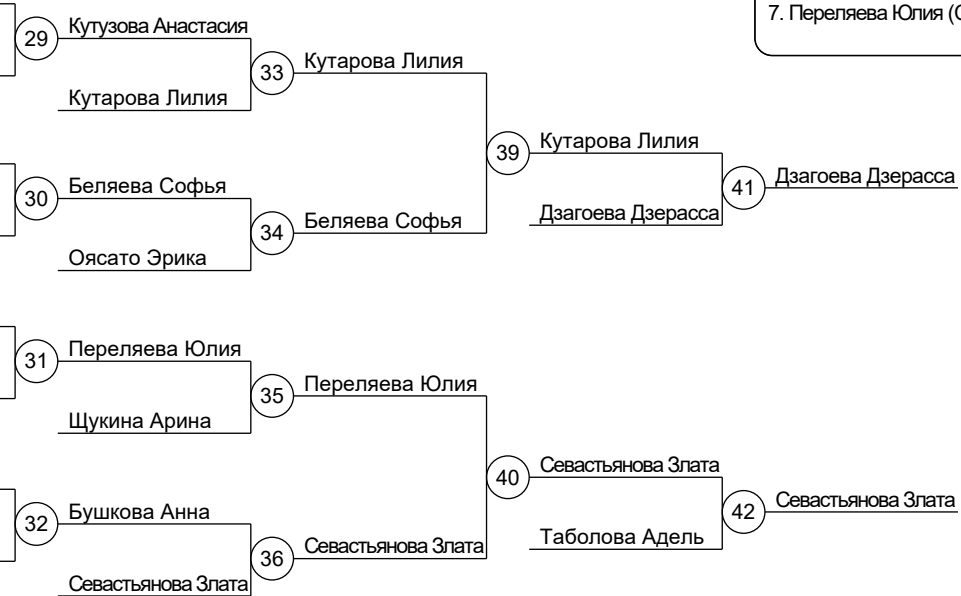 7. Переляева Юлия (С
29
Кутузова Анастасия
33
Кутарова Лилия
Кутарова Лилия
39
Кутарова Лилия
41
Дзагоева Дзерасса
30
Беляева Софья
34
Беляева Софья
Дзагоева Дзерасса
Оясато Эрика
31
Переляева Юлия
35
Переляева Юлия
Щукина Арина
40
Севастьянова Злата
42
Севастьянова Злата
32
Бушкова Анна
36
Севастьянова Злата
Таболова Адель
Севастьянова Злата